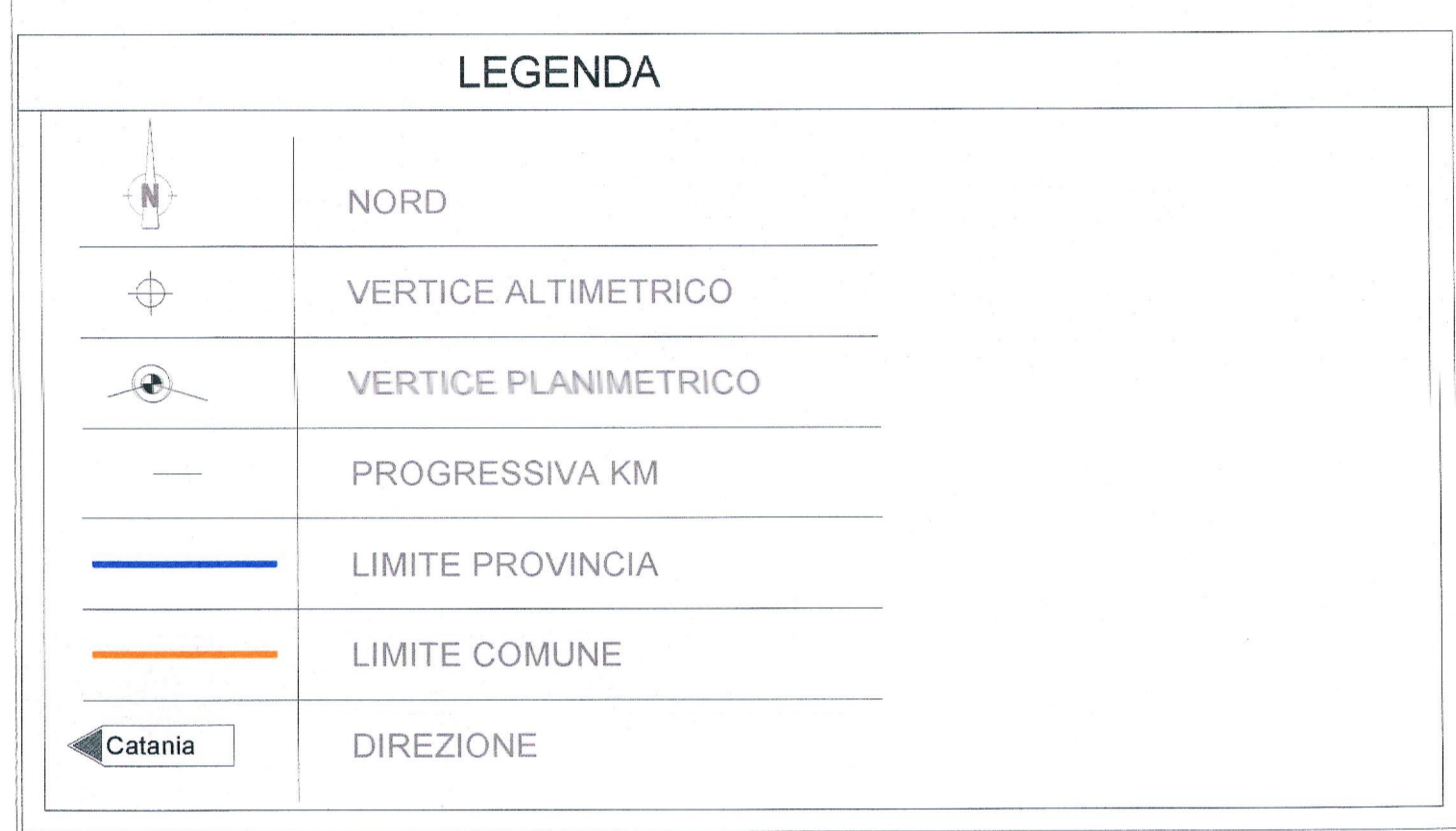 LEGENDA
N
NORD
VERTICE ALTIMETRICO
VERTICE PLANIMETRICO
PROGRESSIVA KM
LIMITE PROVINCIA
LIMITE COMUNE
Catania
DIREZIONE